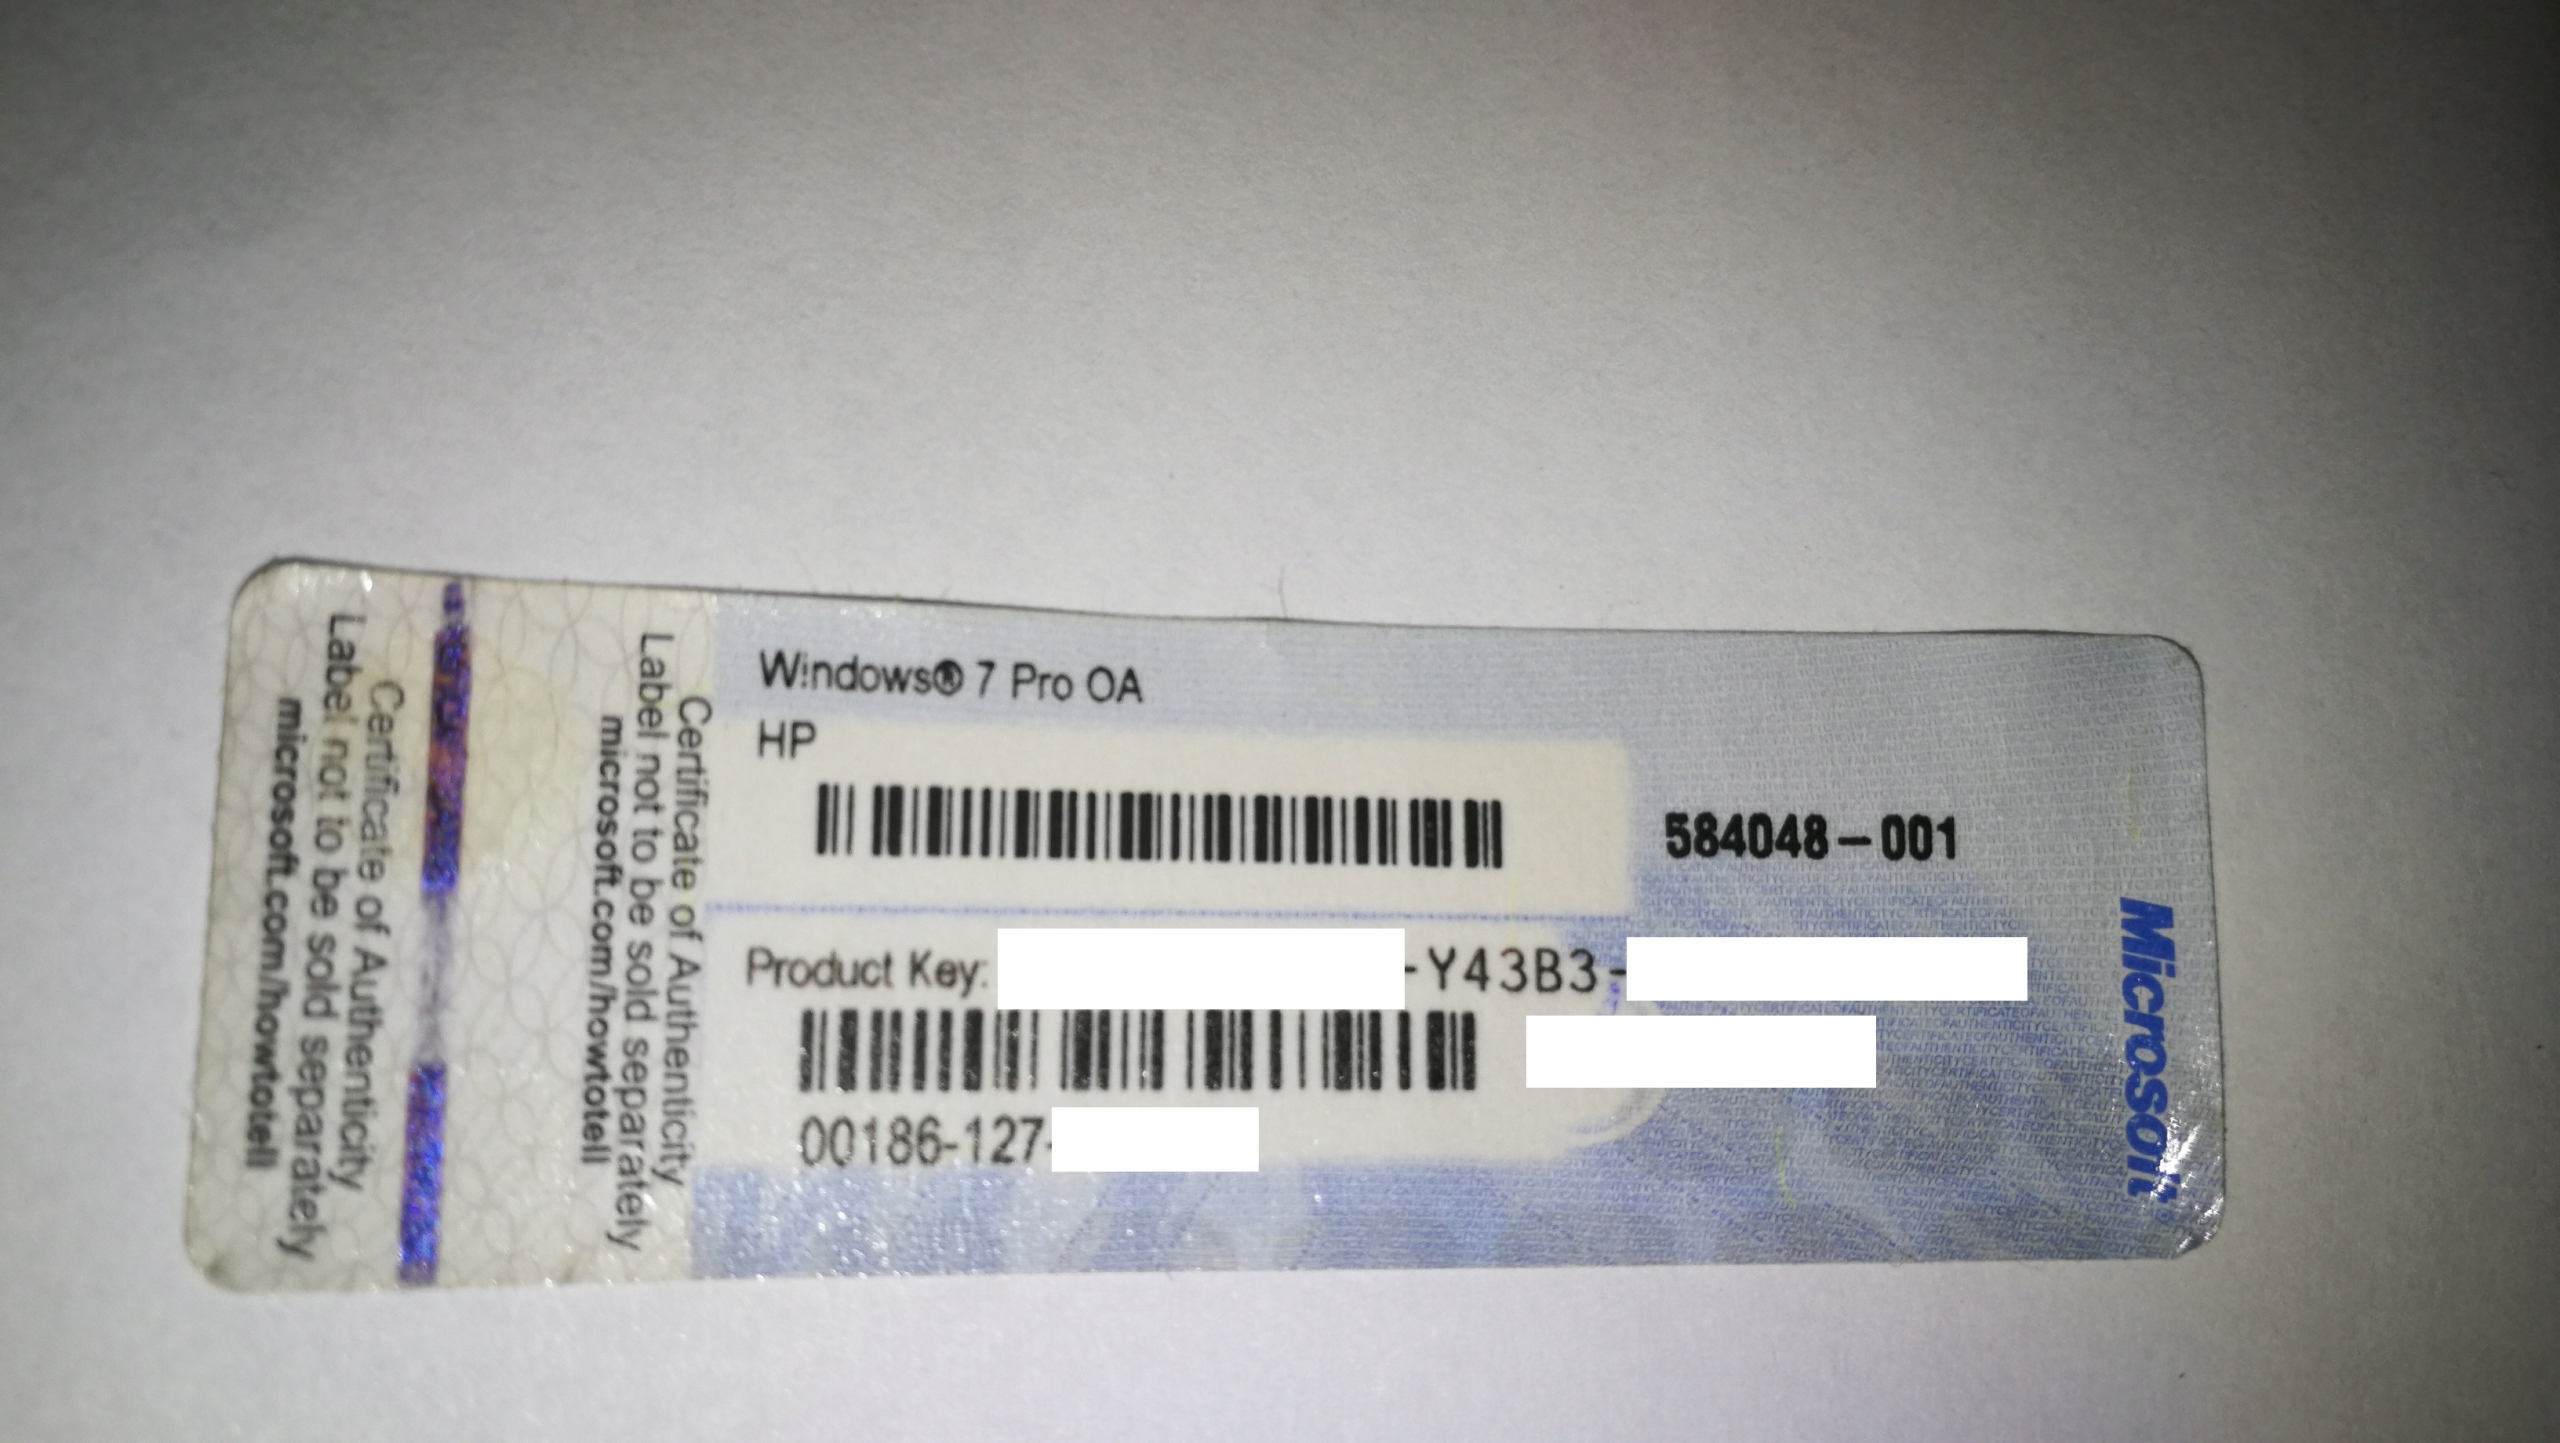 Windows® 7 Pro OA
HP
584048-001
Product Key: -Y43B3-
00186-127-
Certificate of Authenticity
Label not to be sold separately
microsoft.com/howtotell
Certificate of Authenticity
Label not to be sold separately
microsoft.com/howtotell
Microsoft®